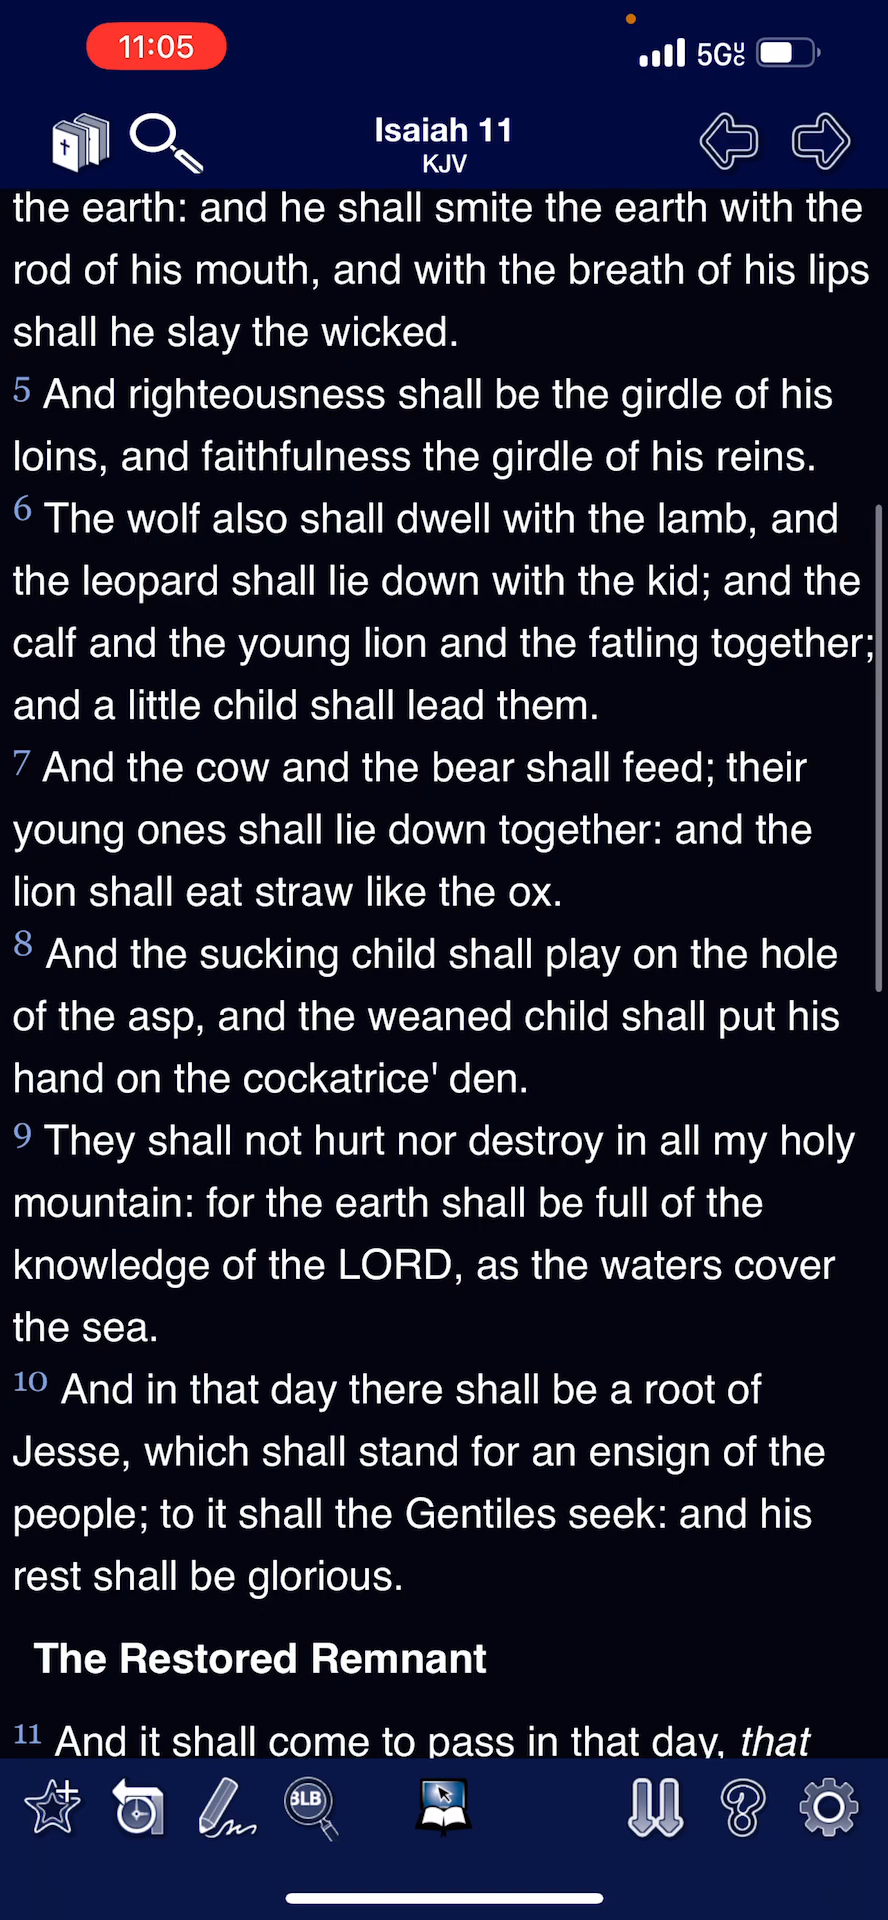 11:05
5G UC
Isaiah 11
KJV
the earth: and he shall smite the earth with the
rod of his mouth, and with the breath of his lips
shall he slay the wicked.
5 And righteousness shall be the girdle of his
loins, and faithfulness the girdle of his reins.
6 The wolf also shall dwell with the lamb, and
the leopard shall lie down with the kid; and the
calf and the young lion and the fatling together;
and a little child shall lead them.
7 And the cow and the bear shall feed; their
young ones shall lie down together: and the
lion shall eat straw like the ox.
8 And the sucking child shall play on the hole
of the asp, and the weaned child shall put his
hand on the cockatrice' den.
9 They shall not hurt nor destroy in all my holy
mountain: for the earth shall be full of the
knowledge of the LORD, as the waters cover
the sea.
10 And in that day there shall be a root of
Jesse, which shall stand for an ensign of the
people; to it shall the Gentiles seek: and his
rest shall be glorious.
The Restored Remnant
11 And it shall come to pass in that day, that
BLB